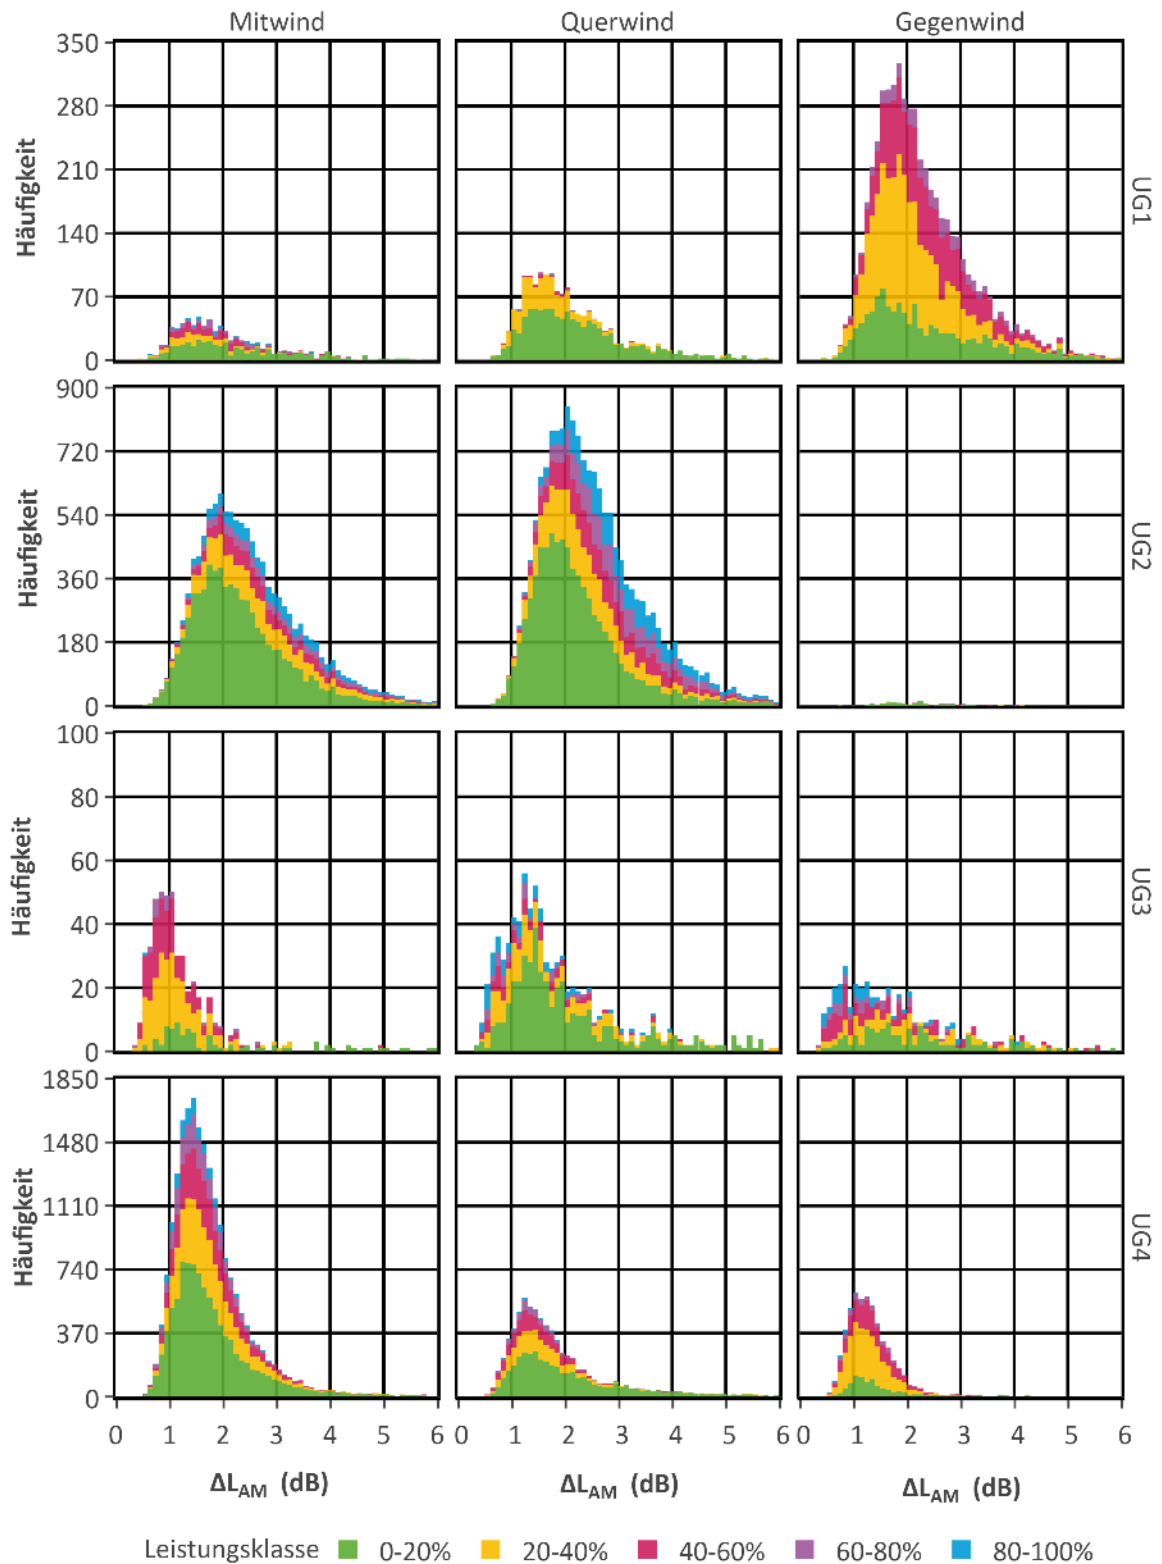 Mitwind Querwind Gegenwind
350
280
210
140
70
0
Häufigkeit
UG1
900
720
540
360
180
0
Häufigkeit
UG2
100
80
60
40
20
0
Häufigkeit
UG3
1850
1480
1110
740
370
0
Häufigkeit
UG4
0 1 2 3 4 5 6 0 1 2 3 4 5 6 0 1 2 3 4 5 6
ΔL_AM (dB) ΔL_AM (dB) ΔL_AM (dB)
Leistungsklasse 0-20% 20-40% 40-60% 60-80% 80-100%